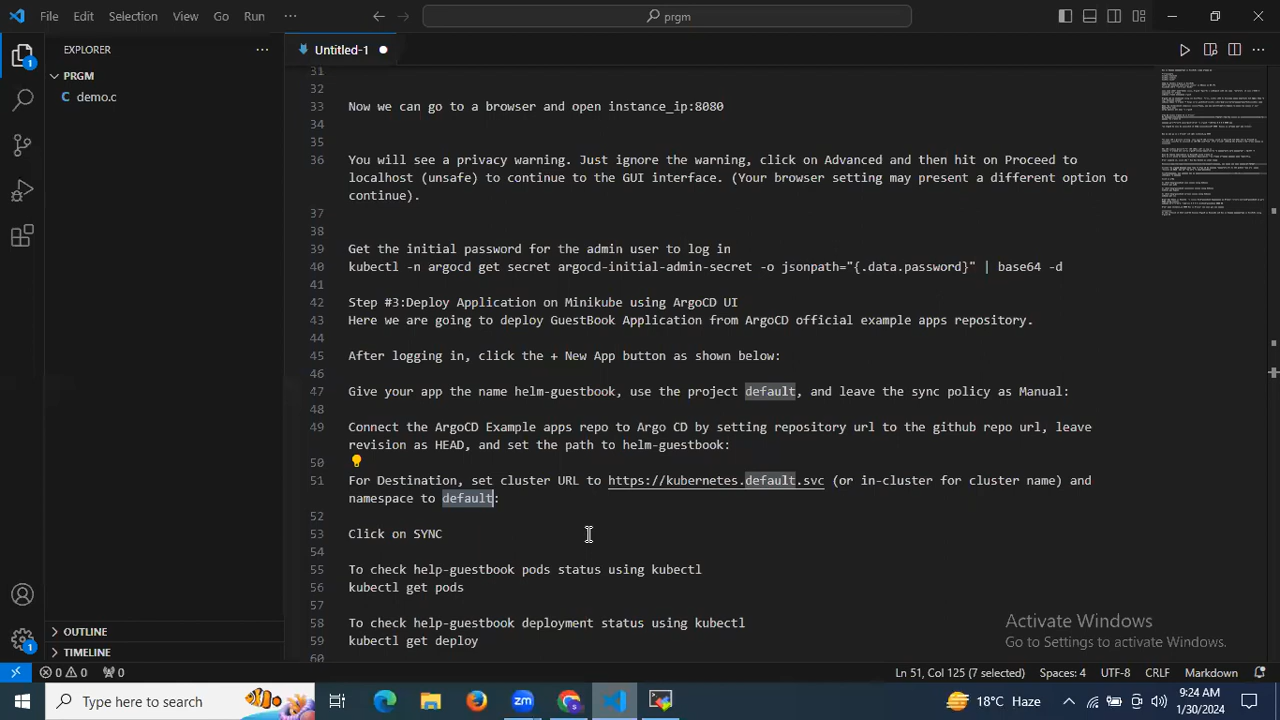 File Edit Selection View Go Run ··· prgm
EXPLORER ··· Untitled-1
PRGM
demo.c
OUTLINE
TIMELINE
31
32
33 Now we can go to a browser and open instance_ip:8080
34
35
36 You will see a privacy warning. Just ignore the warning, click on Advanced and then hit on Proceed to
localhost (unsafe) to continue to the GUI interface. (Your browser setting may present a different option to
continue).
37
38
39 Get the initial password for the admin user to log in
40 kubectl -n argocd get secret argocd-initial-admin-secret -o jsonpath="{.data.password}" | base64 -d
41
42 Step #3:Deploy Application on Minikube using ArgoCD UI
43 Here we are going to deploy GuestBook Application from ArgoCD official example apps repository.
44
45 After logging in, click the + New App button as shown below:
46
47 Give your app the name helm-guestbook, use the project default, and leave the sync policy as Manual:
48
49 Connect the ArgoCD Example apps repo to Argo CD by setting repository url to the github repo url, leave
revision as HEAD, and set the path to helm-guestbook:
50
51 For Destination, set cluster URL to https://kubernetes.default.svc (or in-cluster for cluster name) and
namespace to default:
52
53 Click on SYNC
54
55 To check help-guestbook pods status using kubectl
56 kubectl get pods
57
58 To check help-guestbook deployment status using kubectl
59 kubectl get deploy
60
Activate Windows
Go to Settings to activate Windows.
0 0 0 Ln 51, Col 125 (7 selected) Spaces: 4 UTF-8 CRLF Markdown
Type here to search 18°C Haze 9:24 AM
1/30/2024